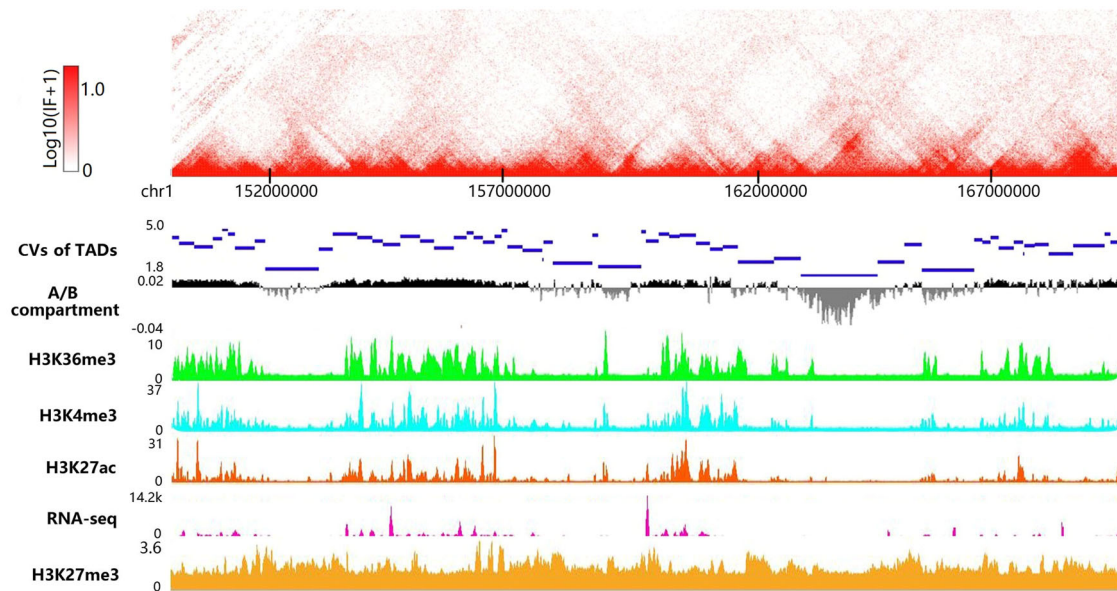 Log10(IF+1)
1.0
0
chr1
152000000
157000000
162000000
167000000
5.0
CVs of TADs
1.8
0.02
A/B
compartment
-0.04
10
H3K36me3
0
37
H3K4me3
0
31
H3K27ac
0
14.2k
RNA-seq
0
3.6
H3K27me3
0